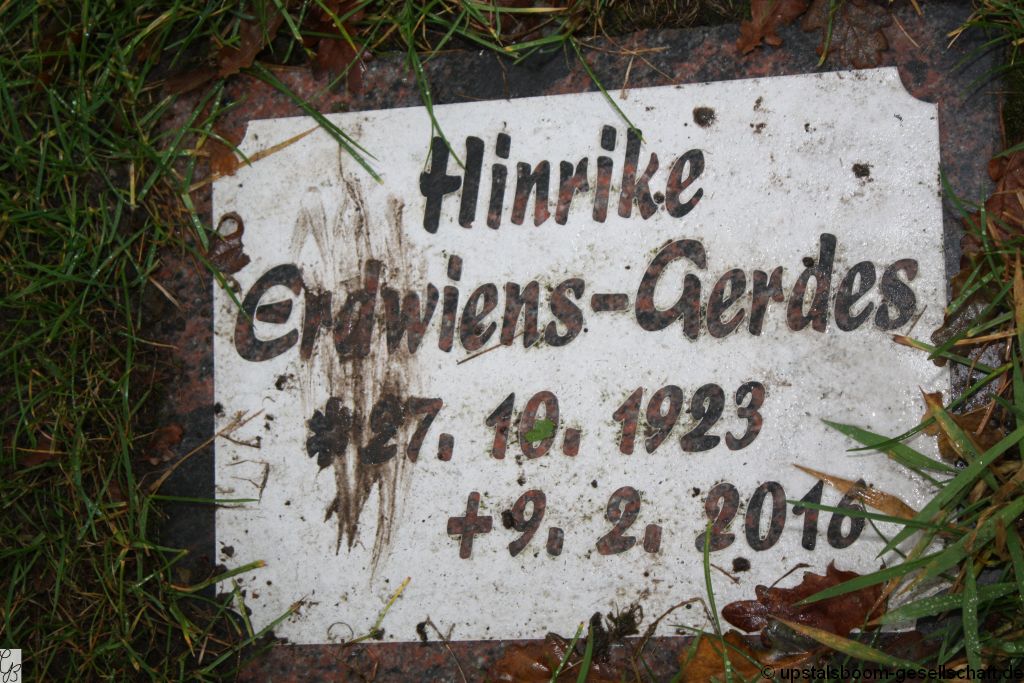 Hinrike
Erdwiens-Gerdes
*27. 10. 1923
+9. 2. 2016
© upstalsboom-gesellschaft.de